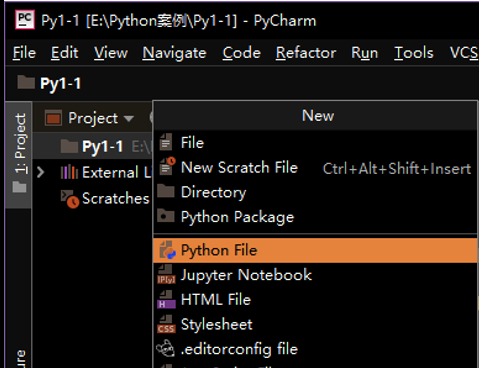 PC Py1-1 [E:\Python案例\Py1-1] - PyCharm
File Edit View Navigate Code Refactor Run Tools VCS
Py1-1
1: Project
Project
New
Py1-1 E:\
File
New Scratch File Ctrl+Alt+Shift+Insert
External L
Directory
Scratches
Python Package
Python File
Jupyter Notebook
HTML File
Stylesheet
.editorconfig file